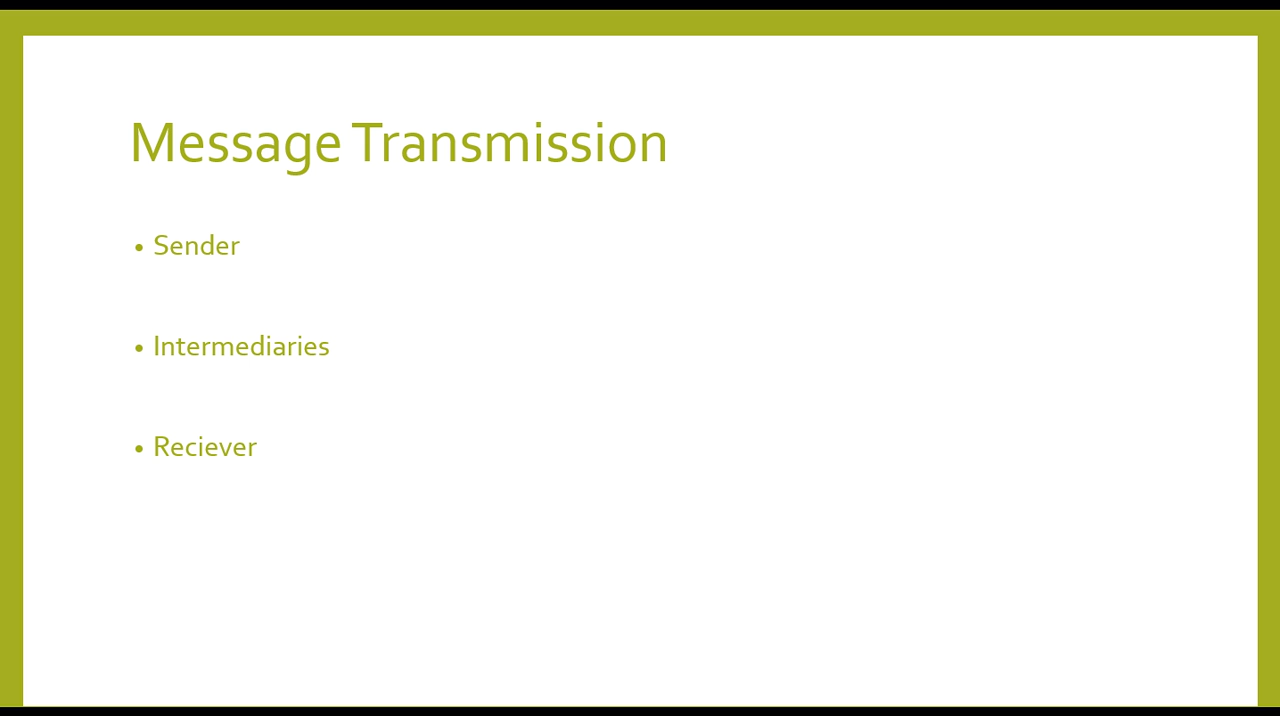 Message Transmission
• Sender
• Intermediaries
• Reciever